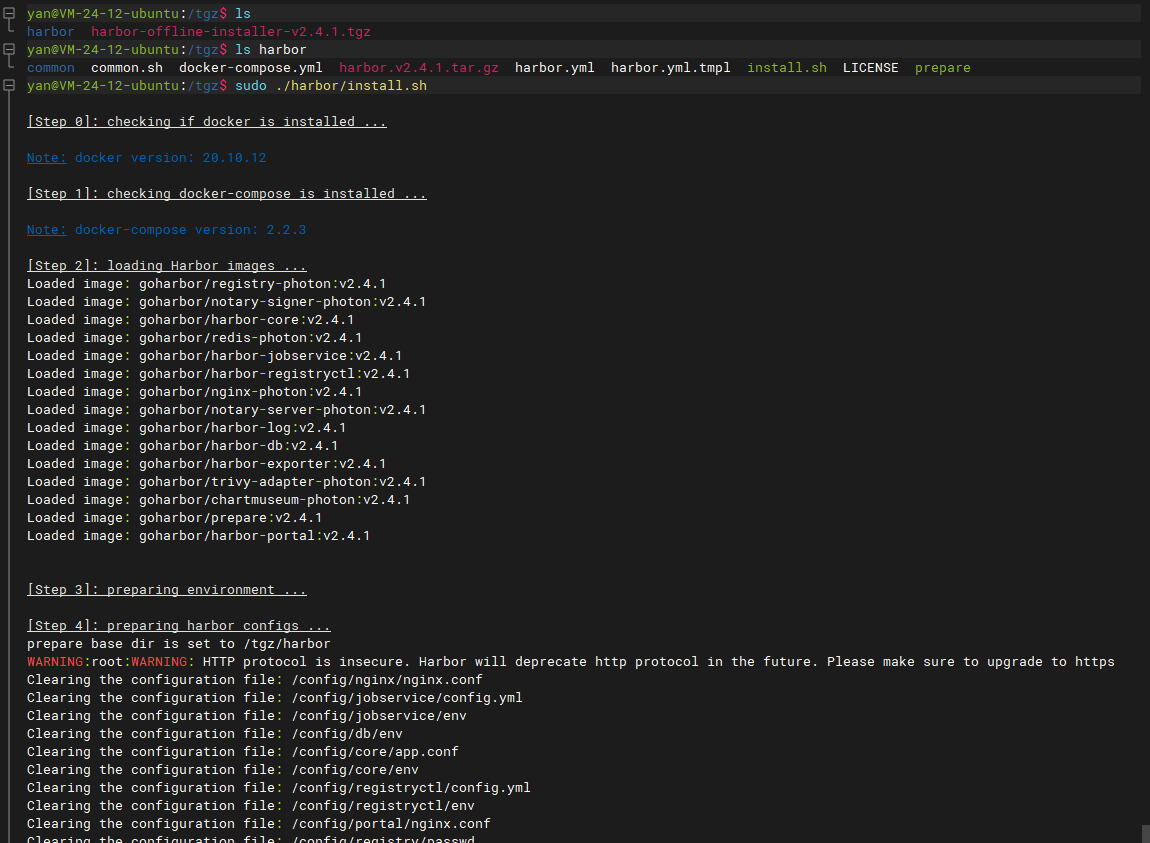 yan@VM-24-12-ubuntu:/tgz$ ls
harbor  harbor-offline-installer-v2.4.1.tgz
yan@VM-24-12-ubuntu:/tgz$ ls harbor
common  common.sh  docker-compose.yml  harbor.v2.4.1.tar.gz  harbor.yml  harbor.yml.tmpl  install.sh  LICENSE  prepare
yan@VM-24-12-ubuntu:/tgz$ sudo ./harbor/install.sh
[Step 0]: checking if docker is installed ...
Note: docker version: 20.10.12
[Step 1]: checking docker-compose is installed ...
Note: docker-compose version: 2.2.3
[Step 2]: loading Harbor images ...
Loaded image: goharbor/registry-photon:v2.4.1
Loaded image: goharbor/notary-signer-photon:v2.4.1
Loaded image: goharbor/harbor-core:v2.4.1
Loaded image: goharbor/redis-photon:v2.4.1
Loaded image: goharbor/harbor-jobservice:v2.4.1
Loaded image: goharbor/harbor-registryctl:v2.4.1
Loaded image: goharbor/nginx-photon:v2.4.1
Loaded image: goharbor/notary-server-photon:v2.4.1
Loaded image: goharbor/harbor-log:v2.4.1
Loaded image: goharbor/harbor-db:v2.4.1
Loaded image: goharbor/harbor-exporter:v2.4.1
Loaded image: goharbor/trivy-adapter-photon:v2.4.1
Loaded image: goharbor/chartmuseum-photon:v2.4.1
Loaded image: goharbor/prepare:v2.4.1
Loaded image: goharbor/harbor-portal:v2.4.1
[Step 3]: preparing environment ...
[Step 4]: preparing harbor configs ...
prepare base dir is set to /tgz/harbor
WARNING:root:WARNING: HTTP protocol is insecure. Harbor will deprecate http protocol in the future. Please make sure to upgrade to https
Clearing the configuration file: /config/nginx/nginx.conf
Clearing the configuration file: /config/jobservice/config.yml
Clearing the configuration file: /config/jobservice/env
Clearing the configuration file: /config/db/env
Clearing the configuration file: /config/core/app.conf
Clearing the configuration file: /config/core/env
Clearing the configuration file: /config/registryctl/config.yml
Clearing the configuration file: /config/registryctl/env
Clearing the configuration file: /config/portal/nginx.conf
Clearing the configuration file: /config/registry/passwd